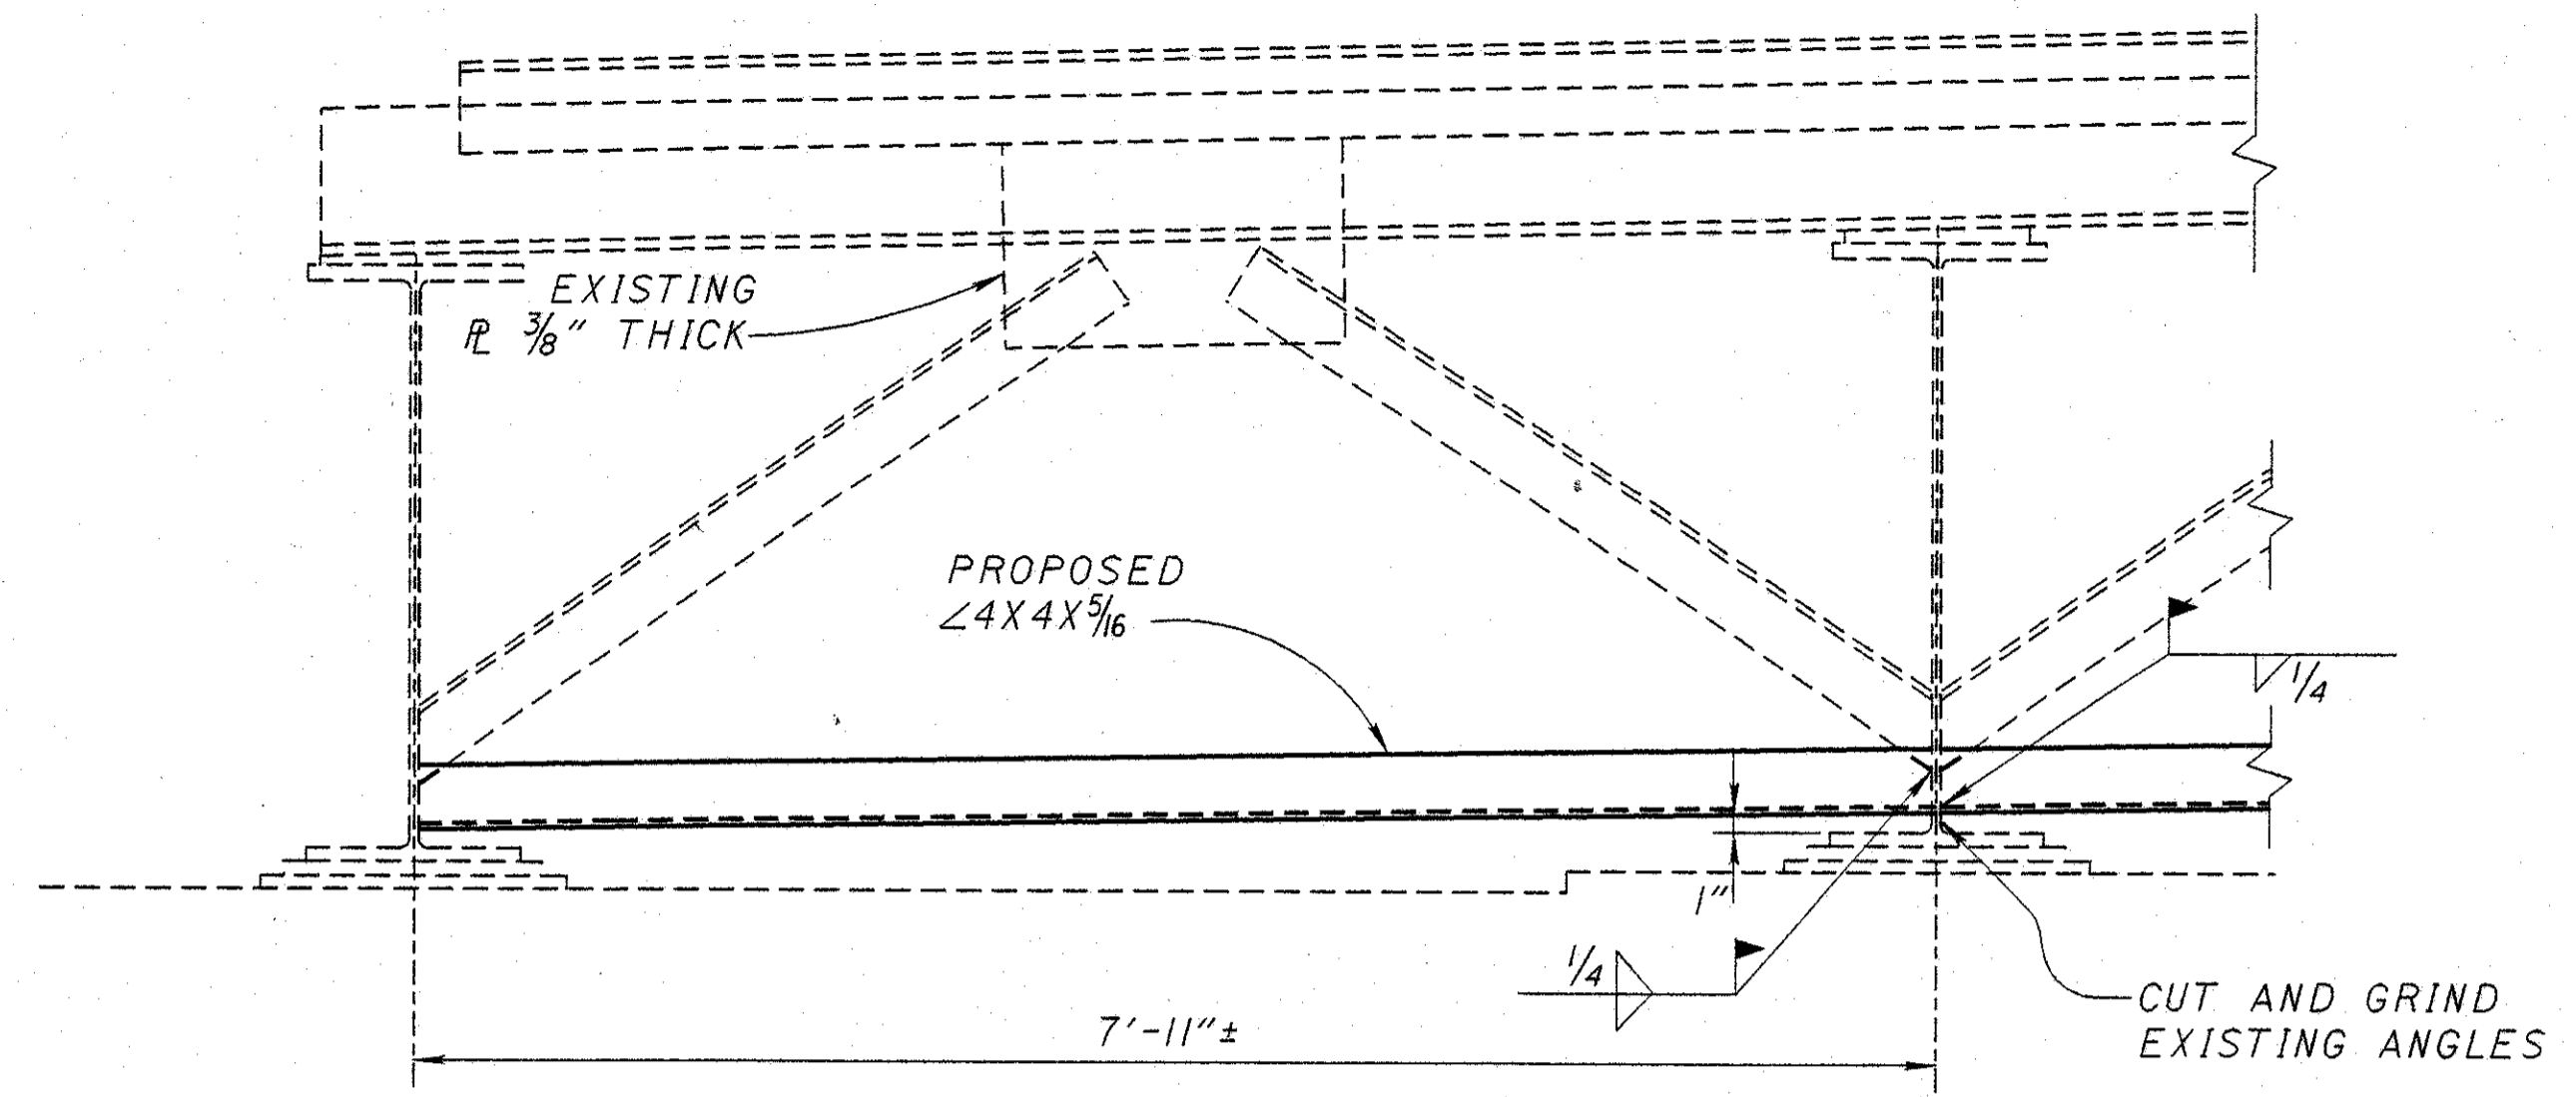 EXISTING
℄ 3/8" THICK
PROPOSED
∠4X4X5/16
1/4
1"
1/4
7'-11"±
CUT AND GRIND
EXISTING ANGLES